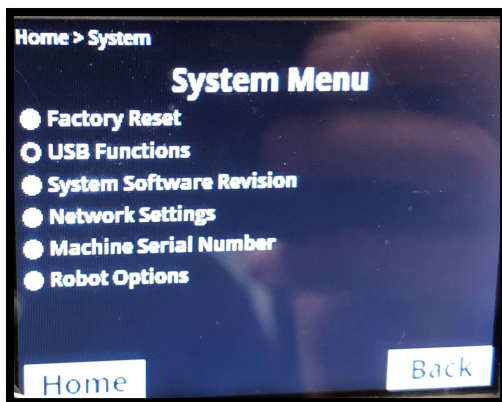 Home > System
System Menu
Factory Reset
USB Functions
System Software Revision
Network Settings
Machine Serial Number
Robot Options
Home
Back